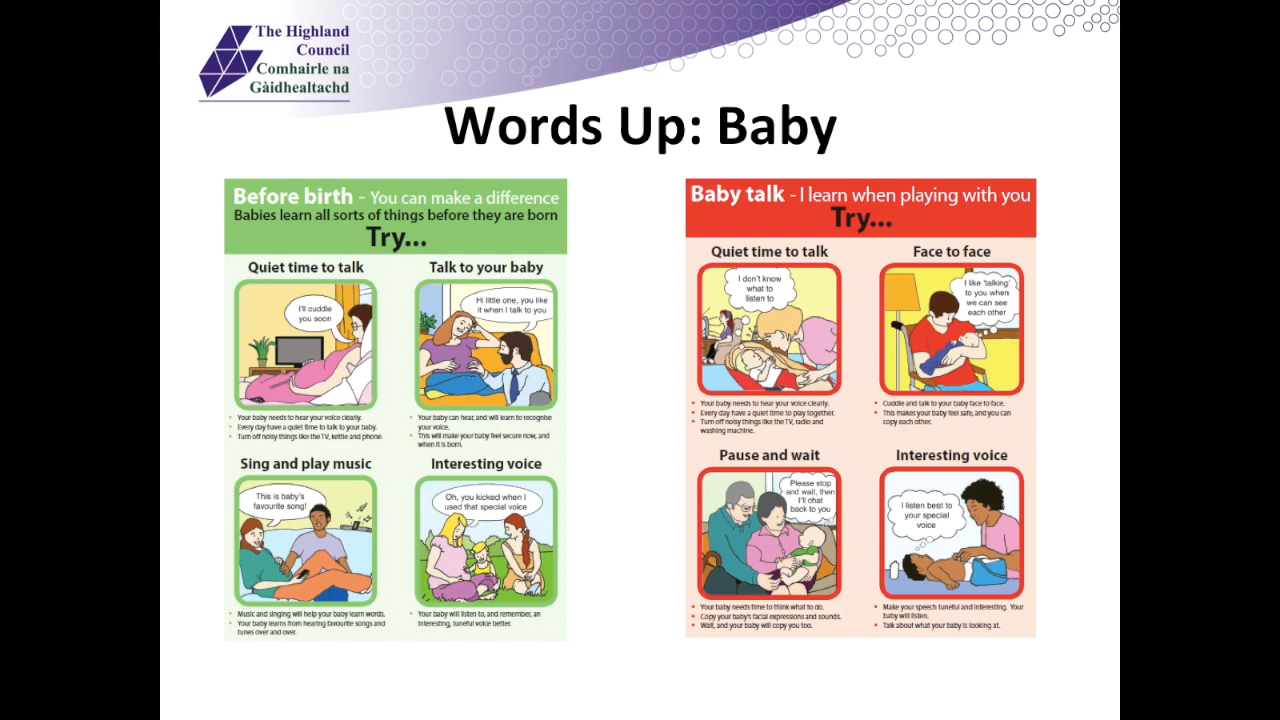 The Highland
Council
Comhairle na
Gàidhealtachd
Words Up: Baby
Before birth - You can make a difference
Babies learn all sorts of things before they are born
Try...
Quiet time to talk
I'll cuddle
you soon
• Your baby needs to hear your voice clearly.
• Every day have a quiet time to talk to your baby.
• Turn off noisy things like the TV, kettle and phone.
Talk to your baby
Hi little one, you like
it when I talk to you
• Your baby can hear, and will learn to recognise
your voice.
• This will make your baby feel secure now, and
when it is born.
Sing and play music
This is baby's
favourite song!
• Music and singing will help your baby learn words.
• Your baby learns from hearing favourite songs and
tunes over and over.
Interesting voice
Oh, you kicked when I
used that special voice
• Your baby will listen to, and remember, an
interesting, tuneful voice better.
Baby talk - I learn when playing with you
Try...
Quiet time to talk
I don't know
what to
listen to
• Your baby needs to hear your voice clearly.
• Every day have a quiet time to play together.
• Turn off noisy things like the TV, radio and
washing machine.
Face to face
I like 'talking'
to you when
we can see
each other
• Cuddle and talk to your baby face to face.
• This makes your baby feel safe, and you can
copy each other.
Pause and wait
Please stop
and wait, then
I'll chat
back to you
• Your baby needs time to think what to do.
• Copy your baby's facial expressions and sounds.
• Wait, and your baby will copy you too.
Interesting voice
I listen best to
your special
voice
• Make your speech tuneful and interesting. Your
baby will listen.
• Talk about what your baby is looking at.